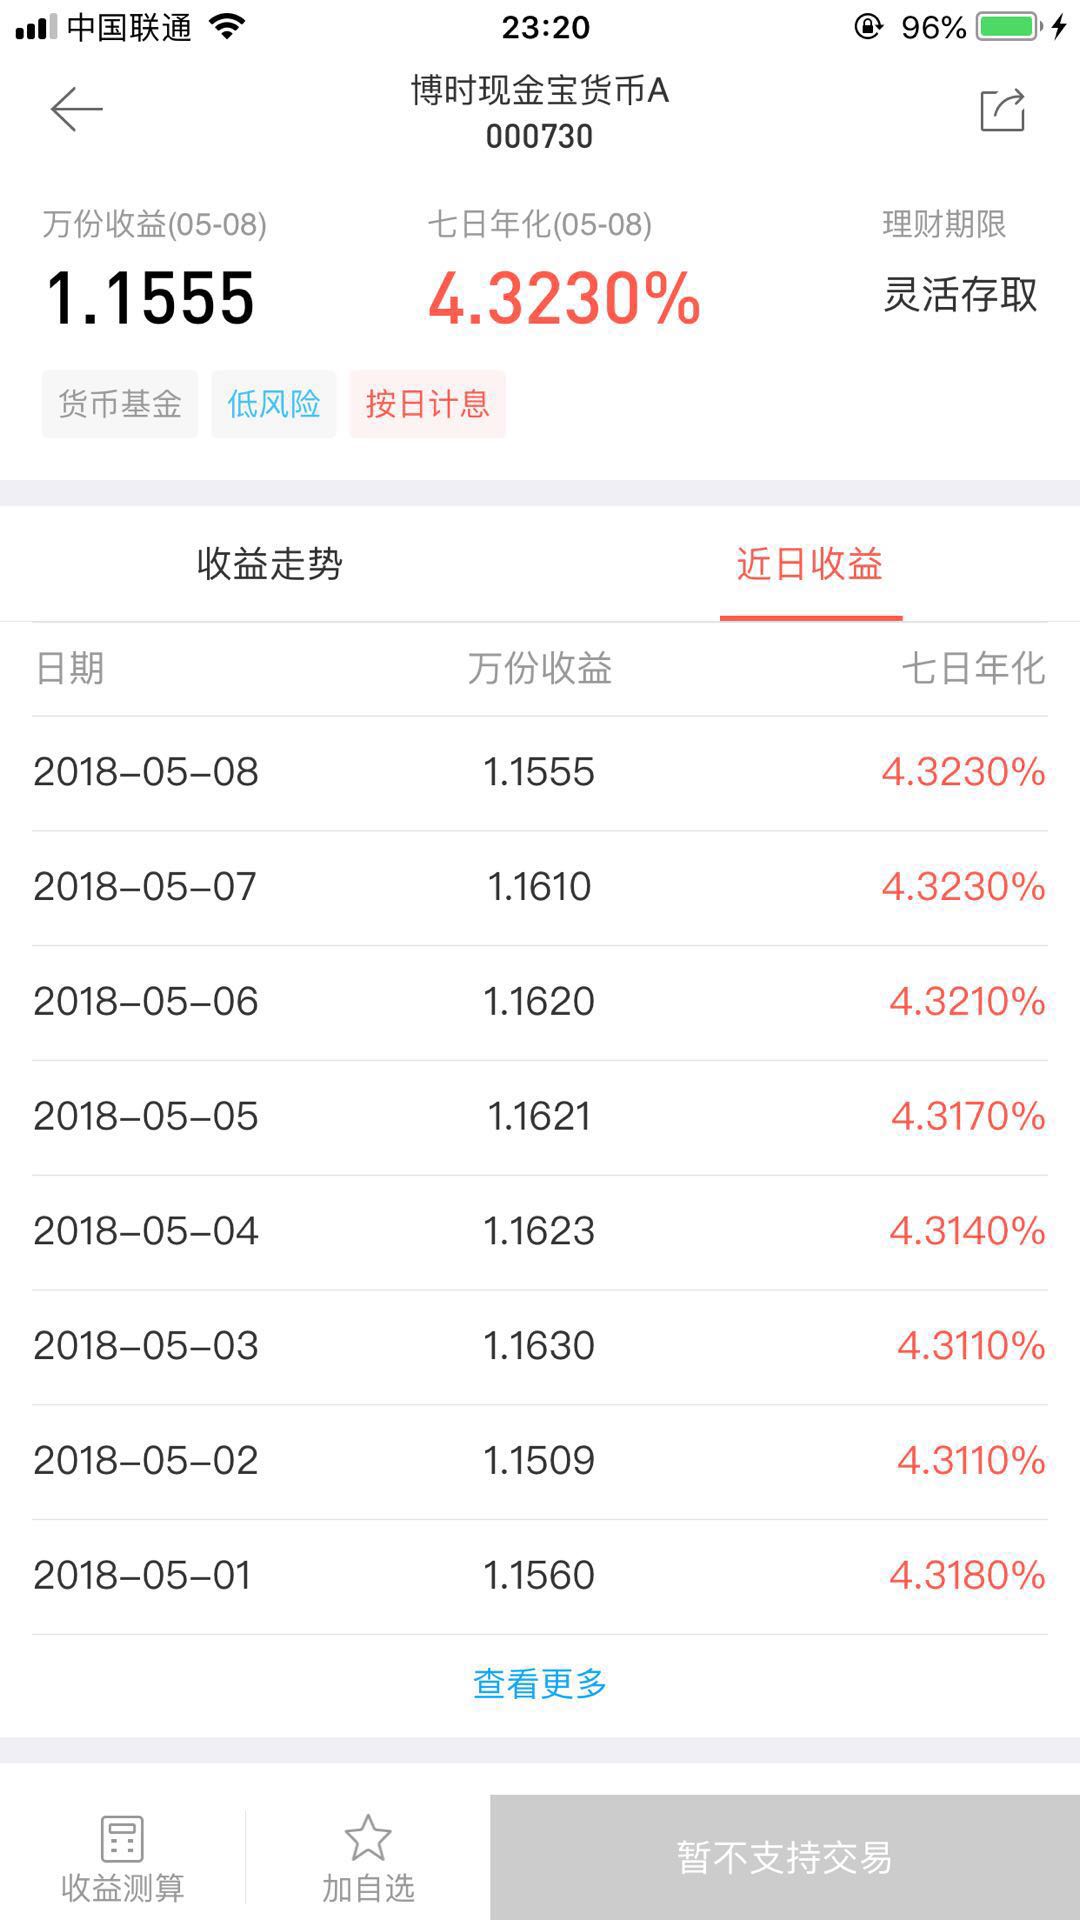 中国联通 23:20 96%
博时现金宝货币A
000730
万份收益(05-08) 七日年化(05-08) 理财期限
1.1555 4.3230% 灵活存取
货币基金 低风险 按日计息
收益走势 近日收益
日期 万份收益 七日年化
2018-05-08 1.1555 4.3230%
2018-05-07 1.1610 4.3230%
2018-05-06 1.1620 4.3210%
2018-05-05 1.1621 4.3170%
2018-05-04 1.1623 4.3140%
2018-05-03 1.1630 4.3110%
2018-05-02 1.1509 4.3110%
2018-05-01 1.1560 4.3180%
查看更多
收益测算 加自选 暂不支持交易